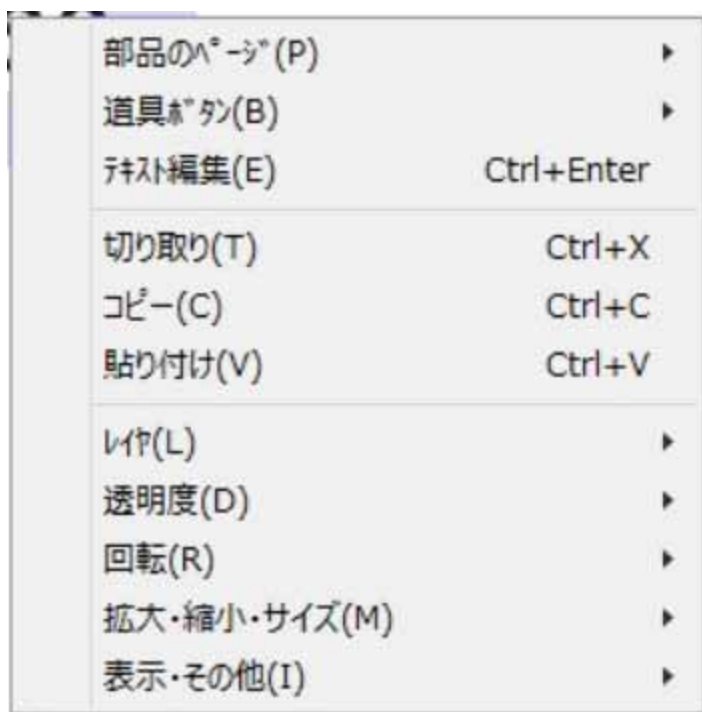 部品のﾍﾟｰｼﾞ(P)
道具ﾎﾞﾀﾝ(B)
ﾃｷｽﾄ編集(E) Ctrl+Enter
切り取り(T) Ctrl+X
コピー(C) Ctrl+C
貼り付け(V) Ctrl+V
ﾚｲﾔ(L)
透明度(D)
回転(R)
拡大・縮小・サイズ(M)
表示・その他(I)